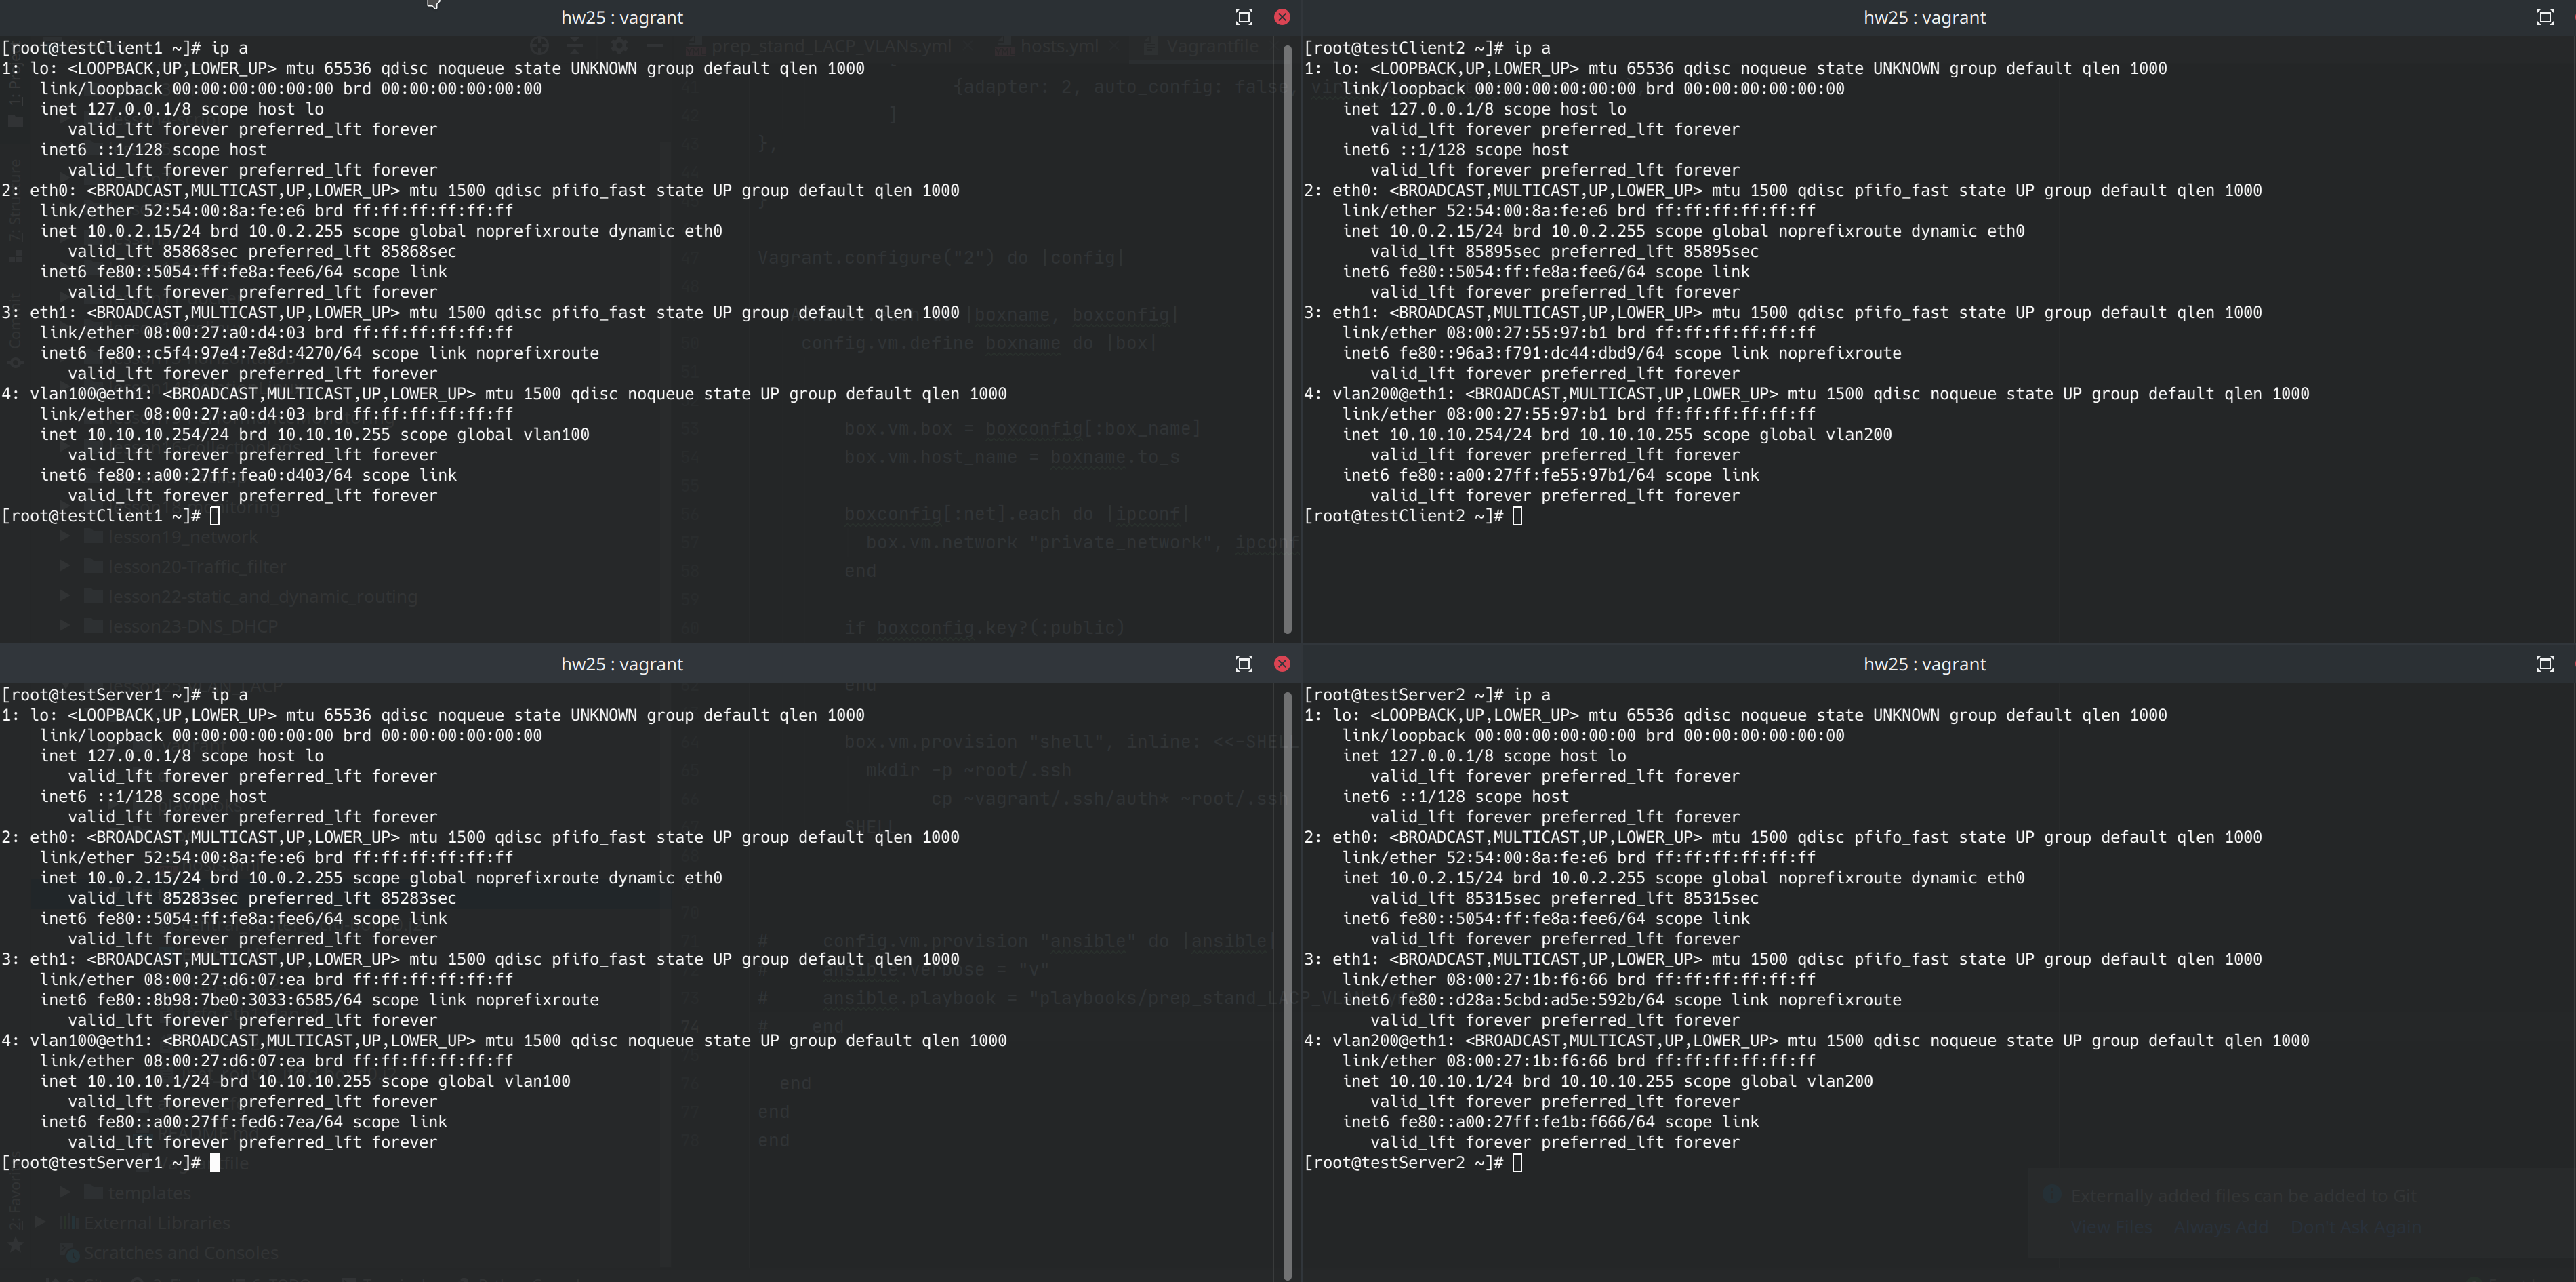 hw25 : vagrant
[root@testClient1 ~]# ip a
1: lo: <LOOPBACK,UP,LOWER_UP> mtu 65536 qdisc noqueue state UNKNOWN group default qlen 1000
link/loopback 00:00:00:00:00:00 brd 00:00:00:00:00:00
inet 127.0.0.1/8 scope host lo
valid_lft forever preferred_lft forever
inet6 ::1/128 scope host
valid_lft forever preferred_lft forever
2: eth0: <BROADCAST,MULTICAST,UP,LOWER_UP> mtu 1500 qdisc pfifo_fast state UP group default qlen 1000
link/ether 52:54:00:8a:fe:e6 brd ff:ff:ff:ff:ff:ff
inet 10.0.2.15/24 brd 10.0.2.255 scope global noprefixroute dynamic eth0
valid_lft 85868sec preferred_lft 85868sec
inet6 fe80::5054:ff:fe8a:fee6/64 scope link
valid_lft forever preferred_lft forever
3: eth1: <BROADCAST,MULTICAST,UP,LOWER_UP> mtu 1500 qdisc pfifo_fast state UP group default qlen 1000
link/ether 08:00:27:a0:d4:03 brd ff:ff:ff:ff:ff:ff
inet6 fe80::c5f4:97e4:7e8d:4270/64 scope link noprefixroute
valid_lft forever preferred_lft forever
4: vlan100@eth1: <BROADCAST,MULTICAST,UP,LOWER_UP> mtu 1500 qdisc noqueue state UP group default qlen 1000
link/ether 08:00:27:a0:d4:03 brd ff:ff:ff:ff:ff:ff
inet 10.10.10.254/24 brd 10.10.10.255 scope global vlan100
valid_lft forever preferred_lft forever
inet6 fe80::a00:27ff:fea0:d403/64 scope link
valid_lft forever preferred_lft forever
[root@testClient1 ~]#
hw25 : vagrant
[root@testClient2 ~]# ip a
1: lo: <LOOPBACK,UP,LOWER_UP> mtu 65536 qdisc noqueue state UNKNOWN group default qlen 1000
link/loopback 00:00:00:00:00:00 brd 00:00:00:00:00:00
inet 127.0.0.1/8 scope host lo
valid_lft forever preferred_lft forever
inet6 ::1/128 scope host
valid_lft forever preferred_lft forever
2: eth0: <BROADCAST,MULTICAST,UP,LOWER_UP> mtu 1500 qdisc pfifo_fast state UP group default qlen 1000
link/ether 52:54:00:8a:fe:e6 brd ff:ff:ff:ff:ff:ff
inet 10.0.2.15/24 brd 10.0.2.255 scope global noprefixroute dynamic eth0
valid_lft 85895sec preferred_lft 85895sec
inet6 fe80::5054:ff:fe8a:fee6/64 scope link
valid_lft forever preferred_lft forever
3: eth1: <BROADCAST,MULTICAST,UP,LOWER_UP> mtu 1500 qdisc pfifo_fast state UP group default qlen 1000
link/ether 08:00:27:55:97:b1 brd ff:ff:ff:ff:ff:ff
inet6 fe80::96a3:f791:dc44:dbd9/64 scope link noprefixroute
valid_lft forever preferred_lft forever
4: vlan200@eth1: <BROADCAST,MULTICAST,UP,LOWER_UP> mtu 1500 qdisc noqueue state UP group default qlen 1000
link/ether 08:00:27:55:97:b1 brd ff:ff:ff:ff:ff:ff
inet 10.10.10.254/24 brd 10.10.10.255 scope global vlan200
valid_lft forever preferred_lft forever
inet6 fe80::a00:27ff:fe55:97b1/64 scope link
valid_lft forever preferred_lft forever
[root@testClient2 ~]#
hw25 : vagrant
[root@testServer1 ~]# ip a
1: lo: <LOOPBACK,UP,LOWER_UP> mtu 65536 qdisc noqueue state UNKNOWN group default qlen 1000
link/loopback 00:00:00:00:00:00 brd 00:00:00:00:00:00
inet 127.0.0.1/8 scope host lo
valid_lft forever preferred_lft forever
inet6 ::1/128 scope host
valid_lft forever preferred_lft forever
2: eth0: <BROADCAST,MULTICAST,UP,LOWER_UP> mtu 1500 qdisc pfifo_fast state UP group default qlen 1000
link/ether 52:54:00:8a:fe:e6 brd ff:ff:ff:ff:ff:ff
inet 10.0.2.15/24 brd 10.0.2.255 scope global noprefixroute dynamic eth0
valid_lft 85283sec preferred_lft 85283sec
inet6 fe80::5054:ff:fe8a:fee6/64 scope link
valid_lft forever preferred_lft forever
3: eth1: <BROADCAST,MULTICAST,UP,LOWER_UP> mtu 1500 qdisc pfifo_fast state UP group default qlen 1000
link/ether 08:00:27:d6:07:ea brd ff:ff:ff:ff:ff:ff
inet6 fe80::8b98:7be0:3033:6585/64 scope link noprefixroute
valid_lft forever preferred_lft forever
4: vlan100@eth1: <BROADCAST,MULTICAST,UP,LOWER_UP> mtu 1500 qdisc noqueue state UP group default qlen 1000
link/ether 08:00:27:d6:07:ea brd ff:ff:ff:ff:ff:ff
inet 10.10.10.1/24 brd 10.10.10.255 scope global vlan100
valid_lft forever preferred_lft forever
inet6 fe80::a00:27ff:fed6:7ea/64 scope link
valid_lft forever preferred_lft forever
[root@testServer1 ~]#
hw25 : vagrant
[root@testServer2 ~]# ip a
1: lo: <LOOPBACK,UP,LOWER_UP> mtu 65536 qdisc noqueue state UNKNOWN group default qlen 1000
link/loopback 00:00:00:00:00:00 brd 00:00:00:00:00:00
inet 127.0.0.1/8 scope host lo
valid_lft forever preferred_lft forever
inet6 ::1/128 scope host
valid_lft forever preferred_lft forever
2: eth0: <BROADCAST,MULTICAST,UP,LOWER_UP> mtu 1500 qdisc pfifo_fast state UP group default qlen 1000
link/ether 52:54:00:8a:fe:e6 brd ff:ff:ff:ff:ff:ff
inet 10.0.2.15/24 brd 10.0.2.255 scope global noprefixroute dynamic eth0
valid_lft 85315sec preferred_lft 85315sec
inet6 fe80::5054:ff:fe8a:fee6/64 scope link
valid_lft forever preferred_lft forever
3: eth1: <BROADCAST,MULTICAST,UP,LOWER_UP> mtu 1500 qdisc pfifo_fast state UP group default qlen 1000
link/ether 08:00:27:1b:f6:66 brd ff:ff:ff:ff:ff:ff
inet6 fe80::d28a:5cbd:ad5e:592b/64 scope link noprefixroute
valid_lft forever preferred_lft forever
4: vlan200@eth1: <BROADCAST,MULTICAST,UP,LOWER_UP> mtu 1500 qdisc noqueue state UP group default qlen 1000
link/ether 08:00:27:1b:f6:66 brd ff:ff:ff:ff:ff:ff
inet 10.10.10.1/24 brd 10.10.10.255 scope global vlan200
valid_lft forever preferred_lft forever
inet6 fe80::a00:27ff:fe1b:f666/64 scope link
valid_lft forever preferred_lft forever
[root@testServer2 ~]#